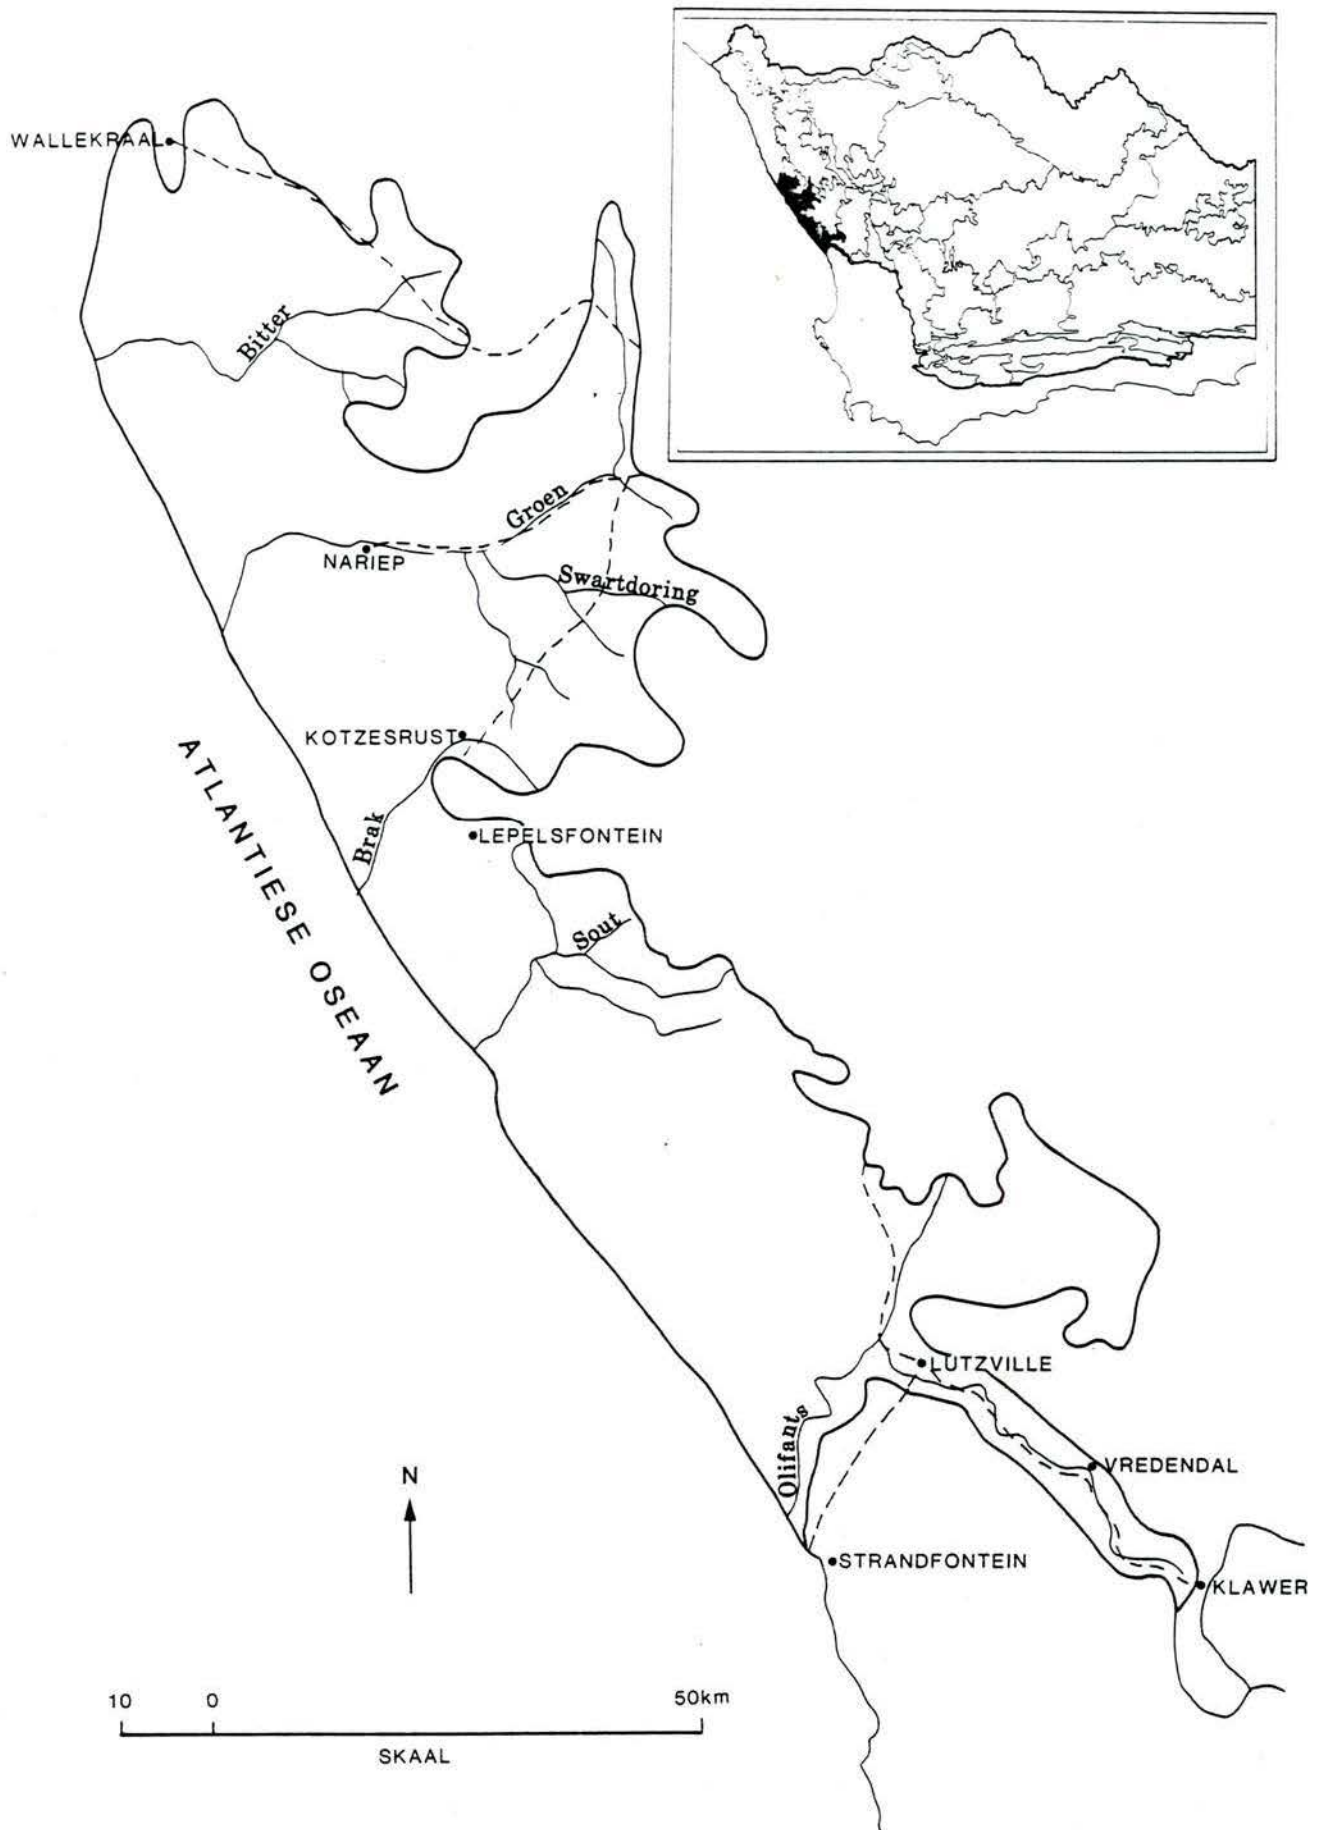 WALLEKRAAL
Bitter
Groen
NARIEP
Swartdoring
KOTZESRUST
Brak
LEPELSFONTEIN
ATLANTIESE OSEAAN
Sout
LUTZVILLE
Olifants
VREDENDAL
N
STRANDFONTEIN
KLAWER
10 0 50km
SKAAL